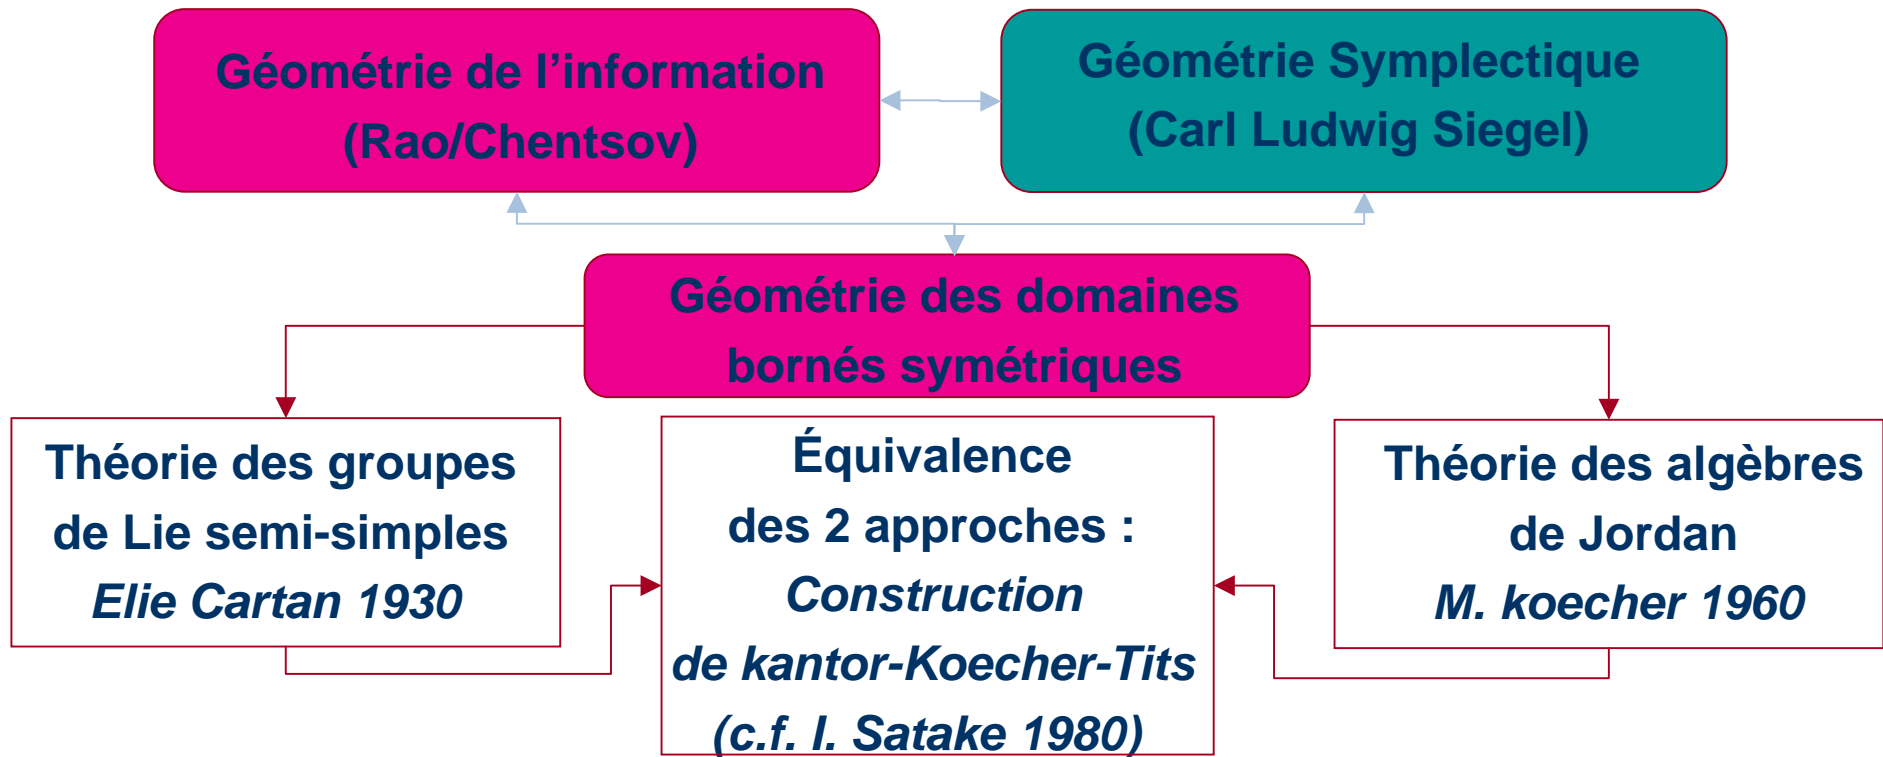 Géométrie de l’information
(Rao/Chentsov)
Géométrie Symplectique
(Carl Ludwig Siegel)
Géométrie des domaines
bornés symétriques
Théorie des groupes
de Lie semi-simples
Elie Cartan 1930
Équivalence
des 2 approches :
Construction
de kantor-Koecher-Tits
(c.f. I. Satake 1980)
Théorie des algèbres
de Jordan
M. koecher 1960